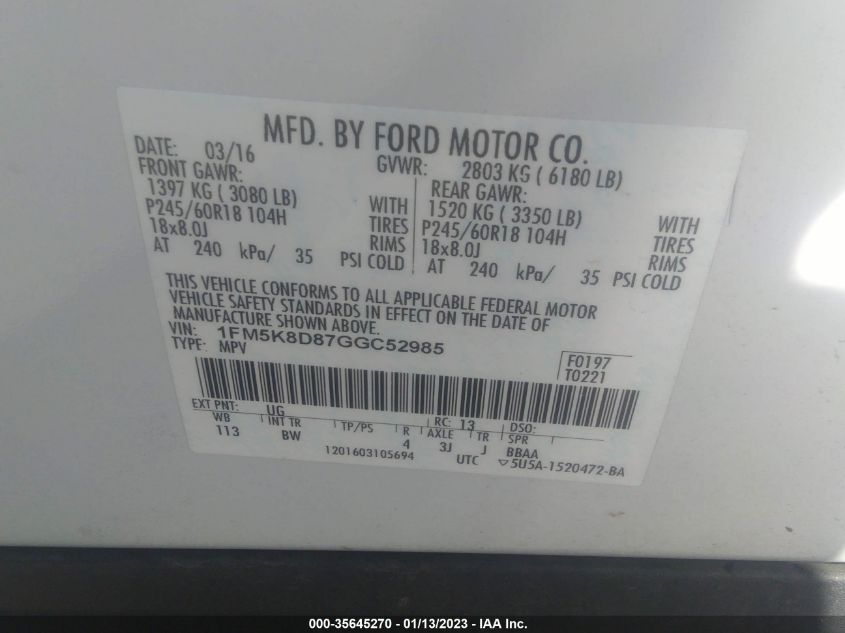 MFD. BY FORD MOTOR CO.
DATE: 03/16 GVWR: 2803 KG ( 6180 LB)
FRONT GAWR: REAR GAWR:
1397 KG ( 3080 LB) WITH 1520 KG ( 3350 LB) WITH
P245/60R18 104H TIRES P245/60R18 104H TIRES
18x8.0J RIMS 18x8.0J RIMS
AT 240 kPa/ 35 PSI COLD AT 240 kPa/ 35 PSI COLD
THIS VEHICLE CONFORMS TO ALL APPLICABLE FEDERAL MOTOR
VEHICLE SAFETY STANDARDS IN EFFECT ON THE DATE OF
MANUFACTURE SHOWN ABOVE.
VIN: 1FM5K8D87GGC52985
TYPE: MPV
F0197
T0221
EXT PNT: UG RC: 13 DSO:
WB INT TR TP/PS R AXLE TR SPR
113 BW 4 3J J BBAA
1201603105694 UTC ▽5U5A-1520472-BA
000-35645270 - 01/13/2023 - IAA Inc.